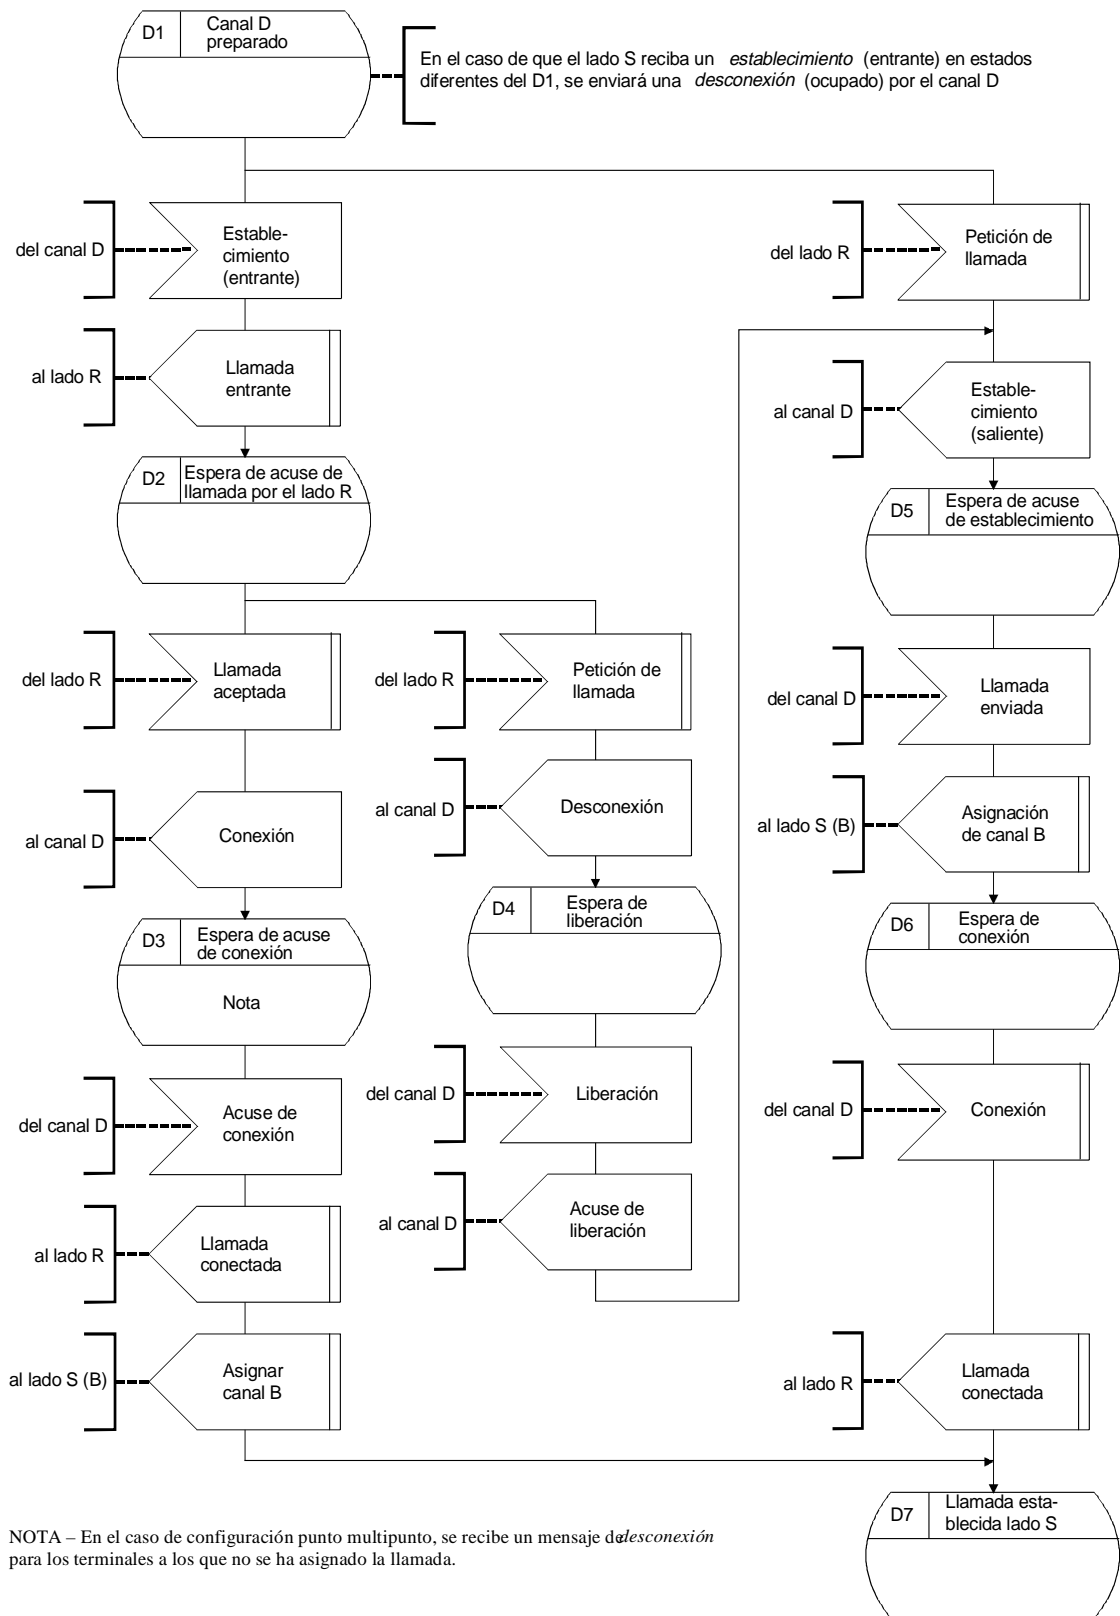 D1
Canal D
preparado
En el caso de que el lado S reciba un establecimiento (entrante) en estados
diferentes del D1, se enviará una desconexión (ocupado) por el canal D
del canal D
Estable-
cimiento
(entrante)
del lado R
Petición de
llamada
al lado R
Llamada
entrante
al canal D
Estable-
cimiento
(saliente)
D2
Espera de acuse de
llamada por el lado R
D5
Espera de acuse
de establecimiento
del lado R
Llamada
aceptada
del lado R
Petición de
llamada
del canal D
Llamada
enviada
al canal D
Conexión
al canal D
Desconexión
al lado S (B)
Asignación
de canal B
D3
Espera de acuse
de conexión
Nota
D4
Espera de
liberación
D6
Espera de
conexión
del canal D
Acuse de
conexión
del canal D
Liberación
del canal D
Conexión
al lado R
Llamada
conectada
al canal D
Acuse de
liberación
al lado S (B)
Asignar
canal B
al lado R
Llamada
conectada
D7
Llamada esta-
blecida lado S
NOTA – En el caso de configuración punto multipunto, se recibe un mensaje de desconexión
para los terminales a los que no se ha asignado la llamada.